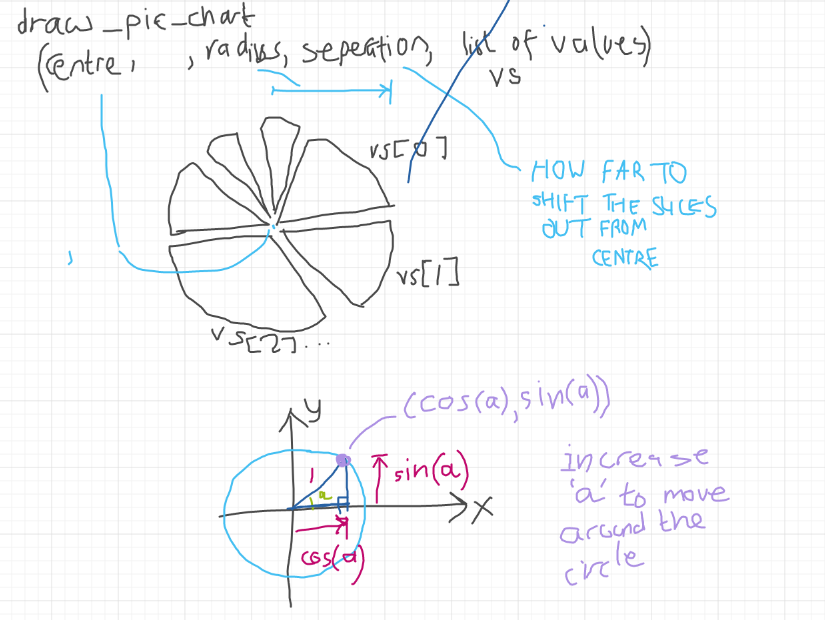 draw_pie_chart
(centre, , radius, seperation, list of values)
vs
vs[0]
HOW FAR TO
SHIFT THE SLICES
OUT FROM
CENTRE
,
vs[1]
vs[2]...
y
(cos(a),sin(a))
1
a
sin(a)
x
cos(a)
increase
'a' to move
around the
circle